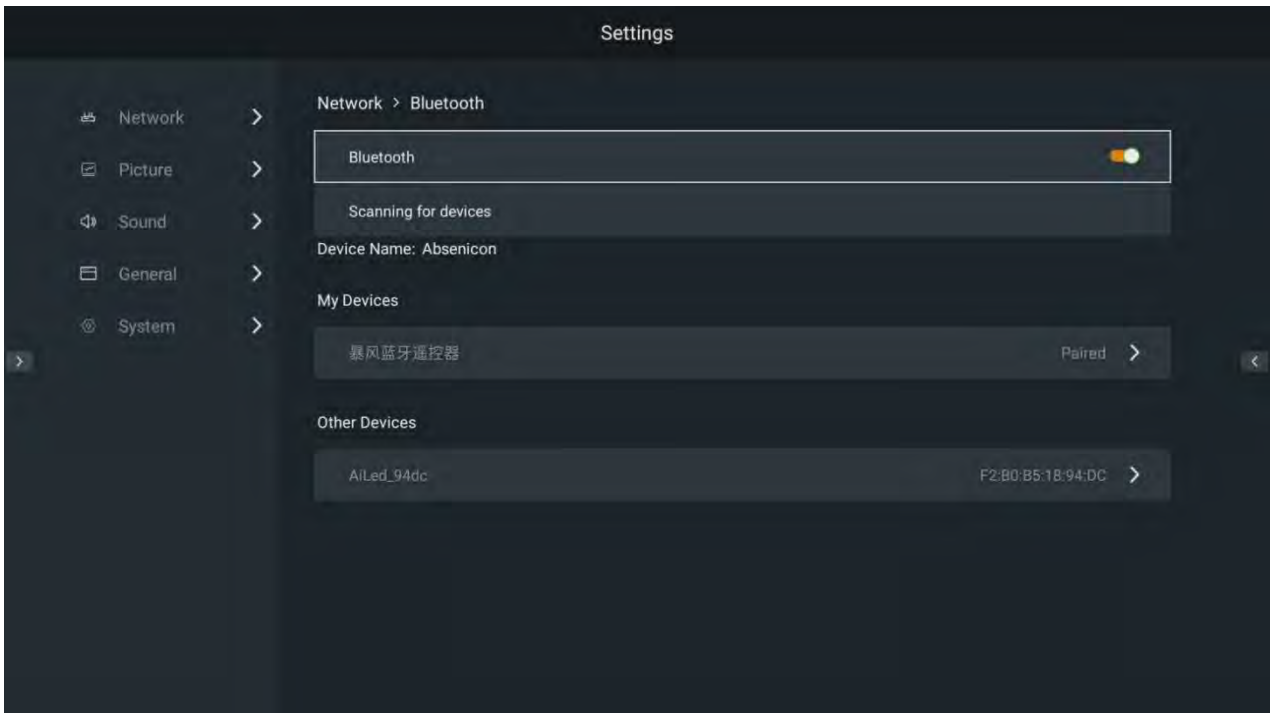 Settings
Network
Picture
Sound
General
System
Network > Bluetooth
Bluetooth
Scanning for devices
Device Name: Absenicon
My Devices
暴风蓝牙遥控器 Paired
Other Devices
AiLed_94dc F2:B0:B5:1B:94:DC